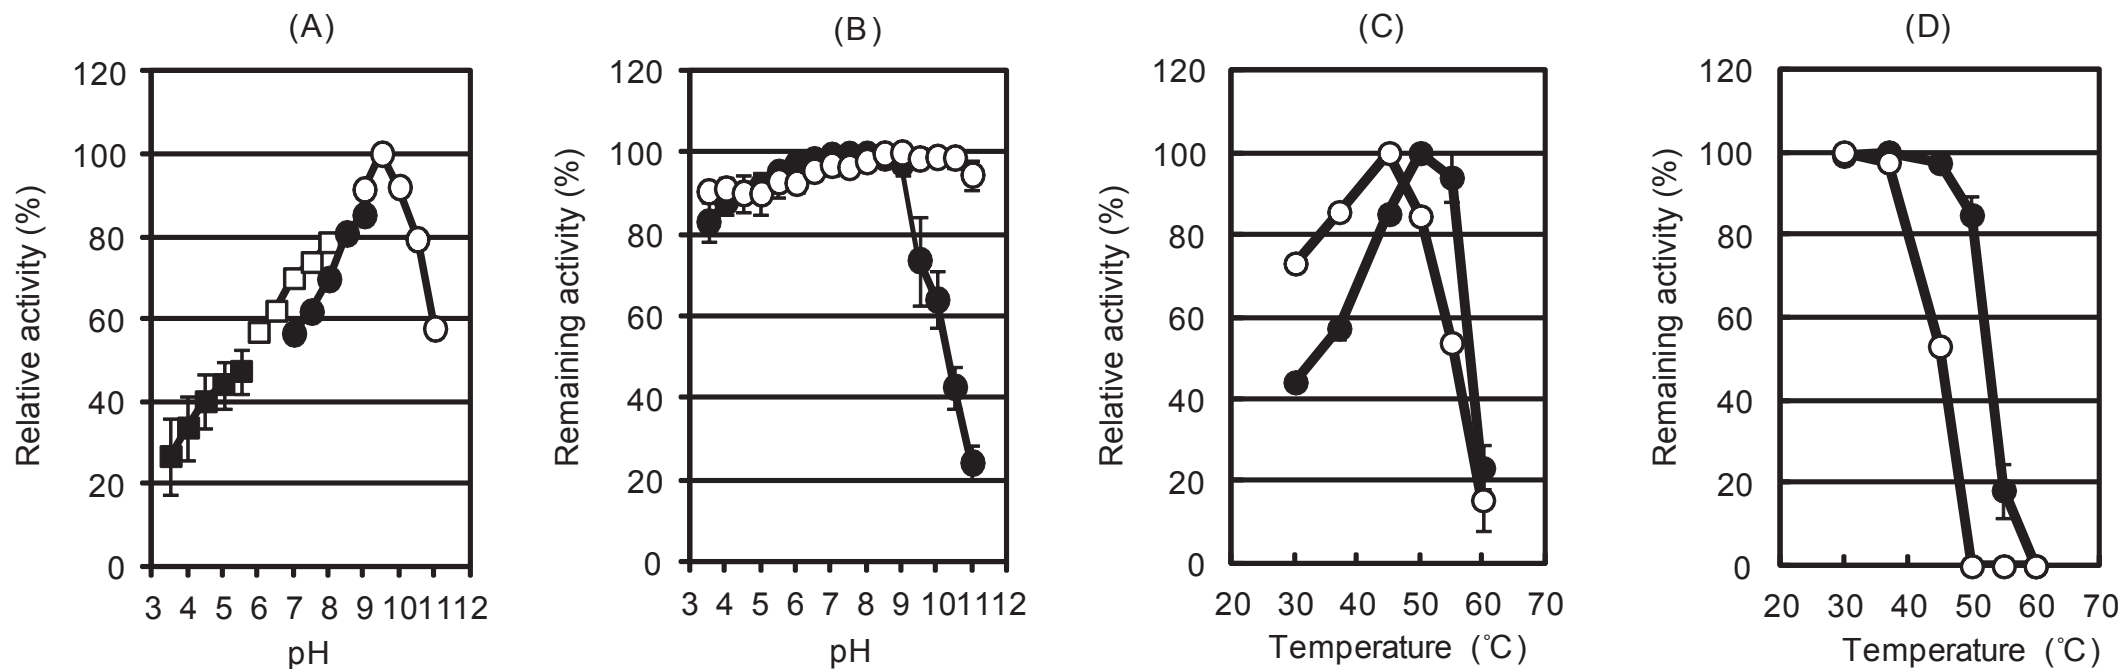 (A)
120
100
80
60
40
20
0
Relative activity (%)
3 4 5 6 7 8 9 10 11 12
pH
(B)
120
100
80
60
40
20
0
Remaining activity (%)
3 4 5 6 7 8 9 10 11 12
pH
(C)
120
100
80
60
40
20
0
Relative activity (%)
20 30 40 50 60 70
Temperature (°C)
(D)
120
100
80
60
40
20
0
Remaining activity (%)
20 30 40 50 60 70
Temperature (°C)